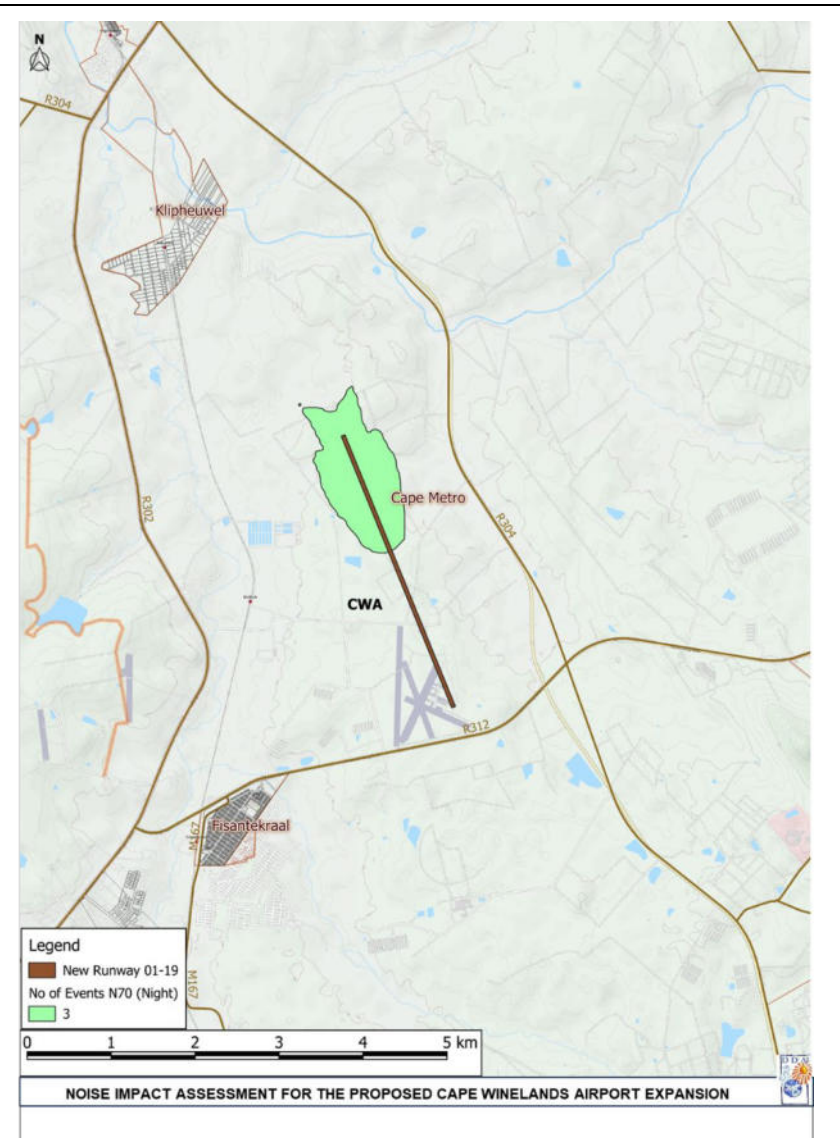 N
R304
Klipheuwel
R302
Cape Metro
R304
CWA
R312
Fisantekraal
M167
M167
Legend
New Runway 01-19
No of Events N70 (Night)
3
0 1 2 3 4 5 km
DDA
NOISE IMPACT ASSESSMENT FOR THE PROPOSED CAPE WINELANDS AIRPORT EXPANSION